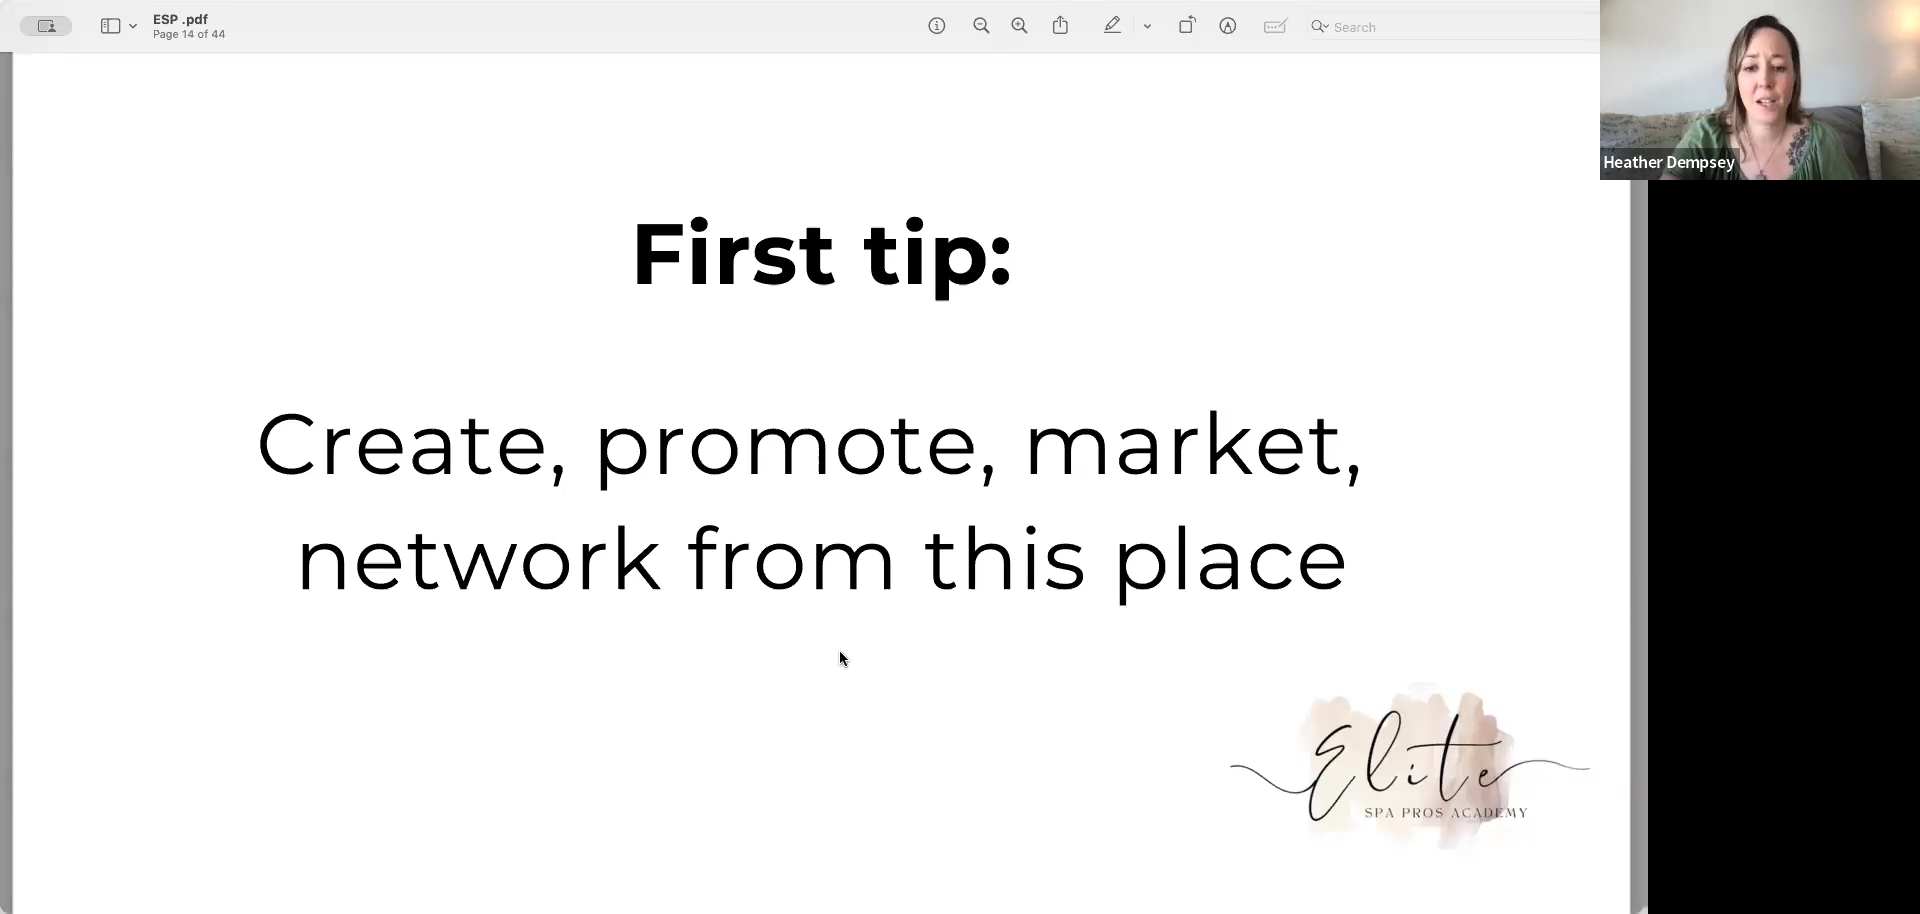 ESP .pdf
Page 14 of 44
Search
Heather Dempsey
First tip:
Create, promote, market,
network from this place
Elite
SPA PROS ACADEMY